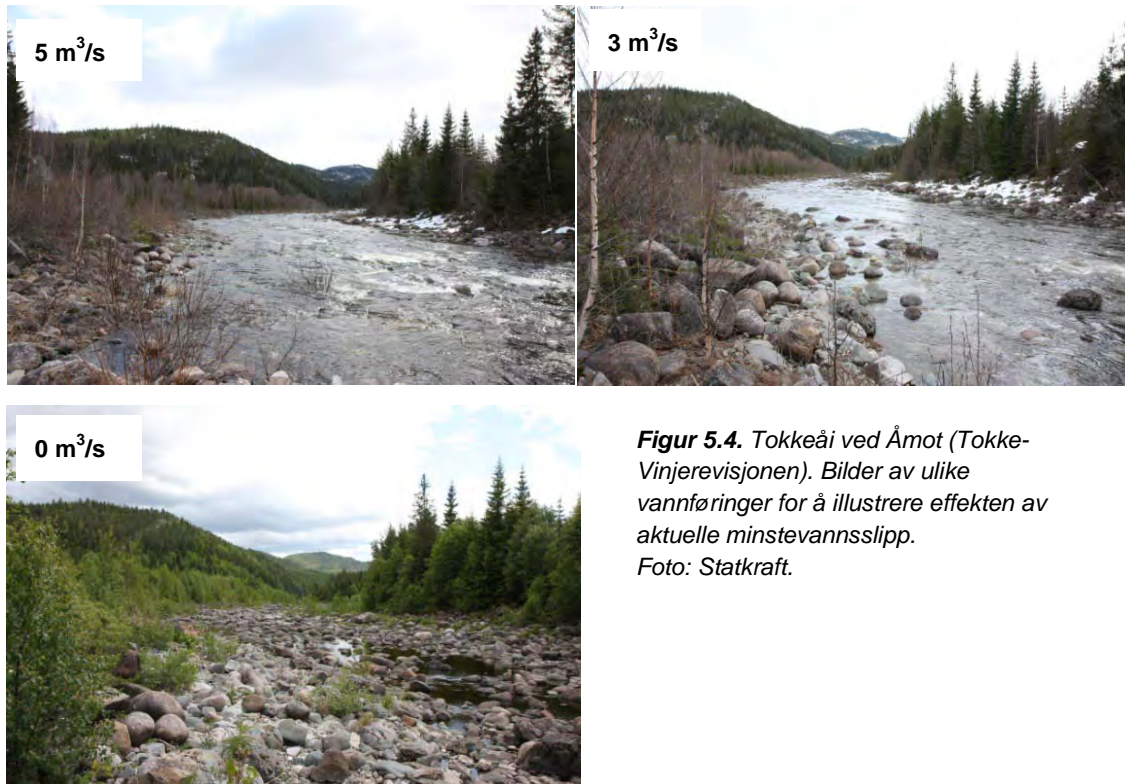 5 m³/s
3 m³/s
0 m³/s
Figur 5.4. Tokkeåi ved Åmot (Tokke-
Vinjerevisjonen). Bilder av ulike
vannføringer for å illustrere effekten av
aktuelle minstevannsslipp.
Foto: Statkraft.